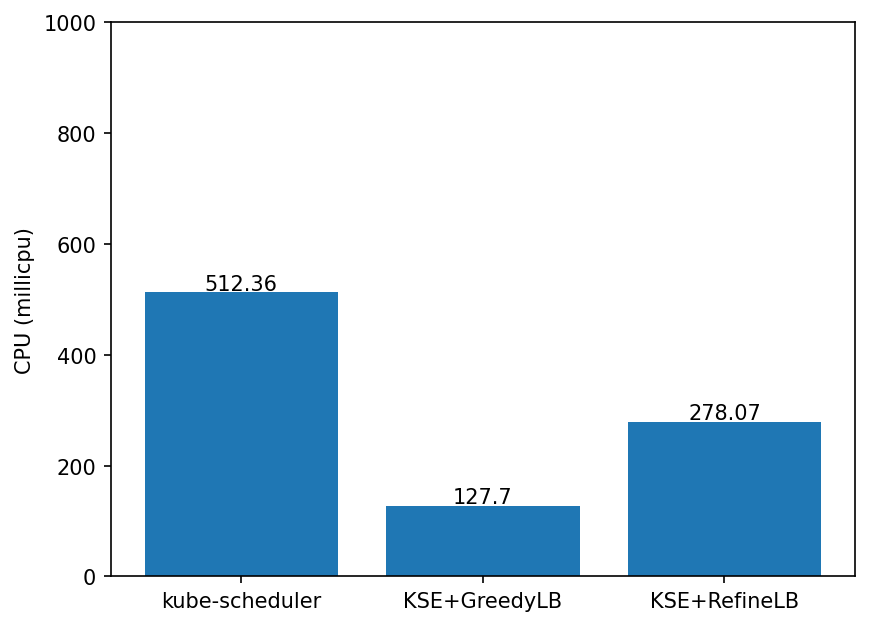 1000
800
600
400
200
0
CPU (millicpu)
512.36
127.7
278.07
kube-scheduler
KSE+GreedyLB
KSE+RefineLB